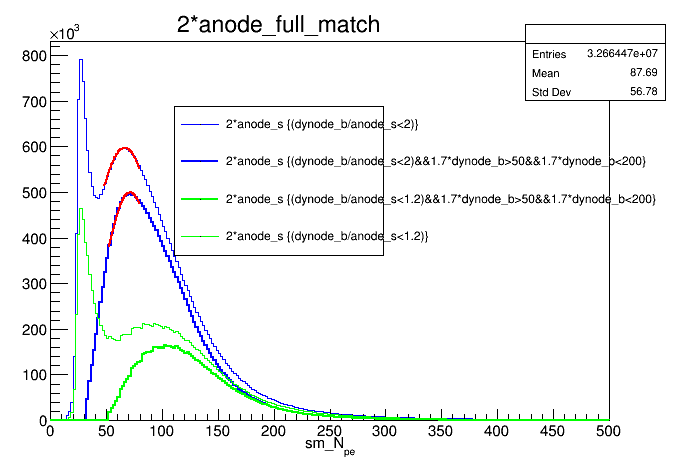 2*anode_full_match
×10³
Entries 3.266447e+07
Mean 87.69
Std Dev 56.78
2*anode_s {(dynode_b/anode_s<2)}
2*anode_s {(dynode_b/anode_s<2)&&1.7*dynode_b>50&&1.7*dynode_b<200}
2*anode_s {(dynode_b/anode_s<1.2)&&1.7*dynode_b>50&&1.7*dynode_b<200}
2*anode_s {(dynode_b/anode_s<1.2)}
800
700
600
500
400
300
200
100
0
0 50 100 150 200 250 300 350 400 450 500
sm_N_pe